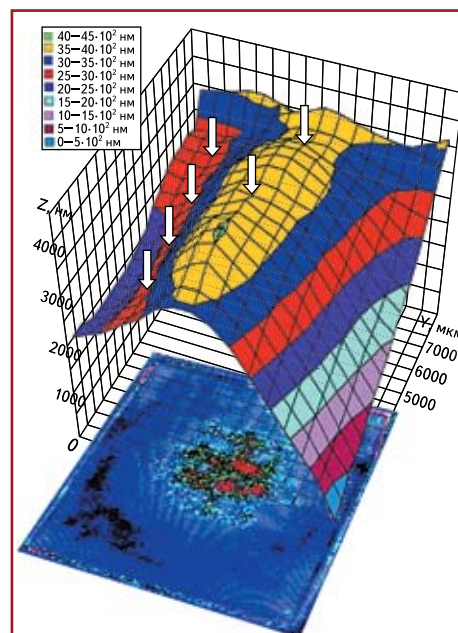 40–45·10² нм
35–40·10² нм
30–35·10² нм
25–30·10² нм
20–25·10² нм
15–20·10² нм
10–15·10² нм
5–10·10² нм
0–5·10² нм
Z, нм
4000
3000
2000
1000
0
Y, мкм
7000
6000
5000